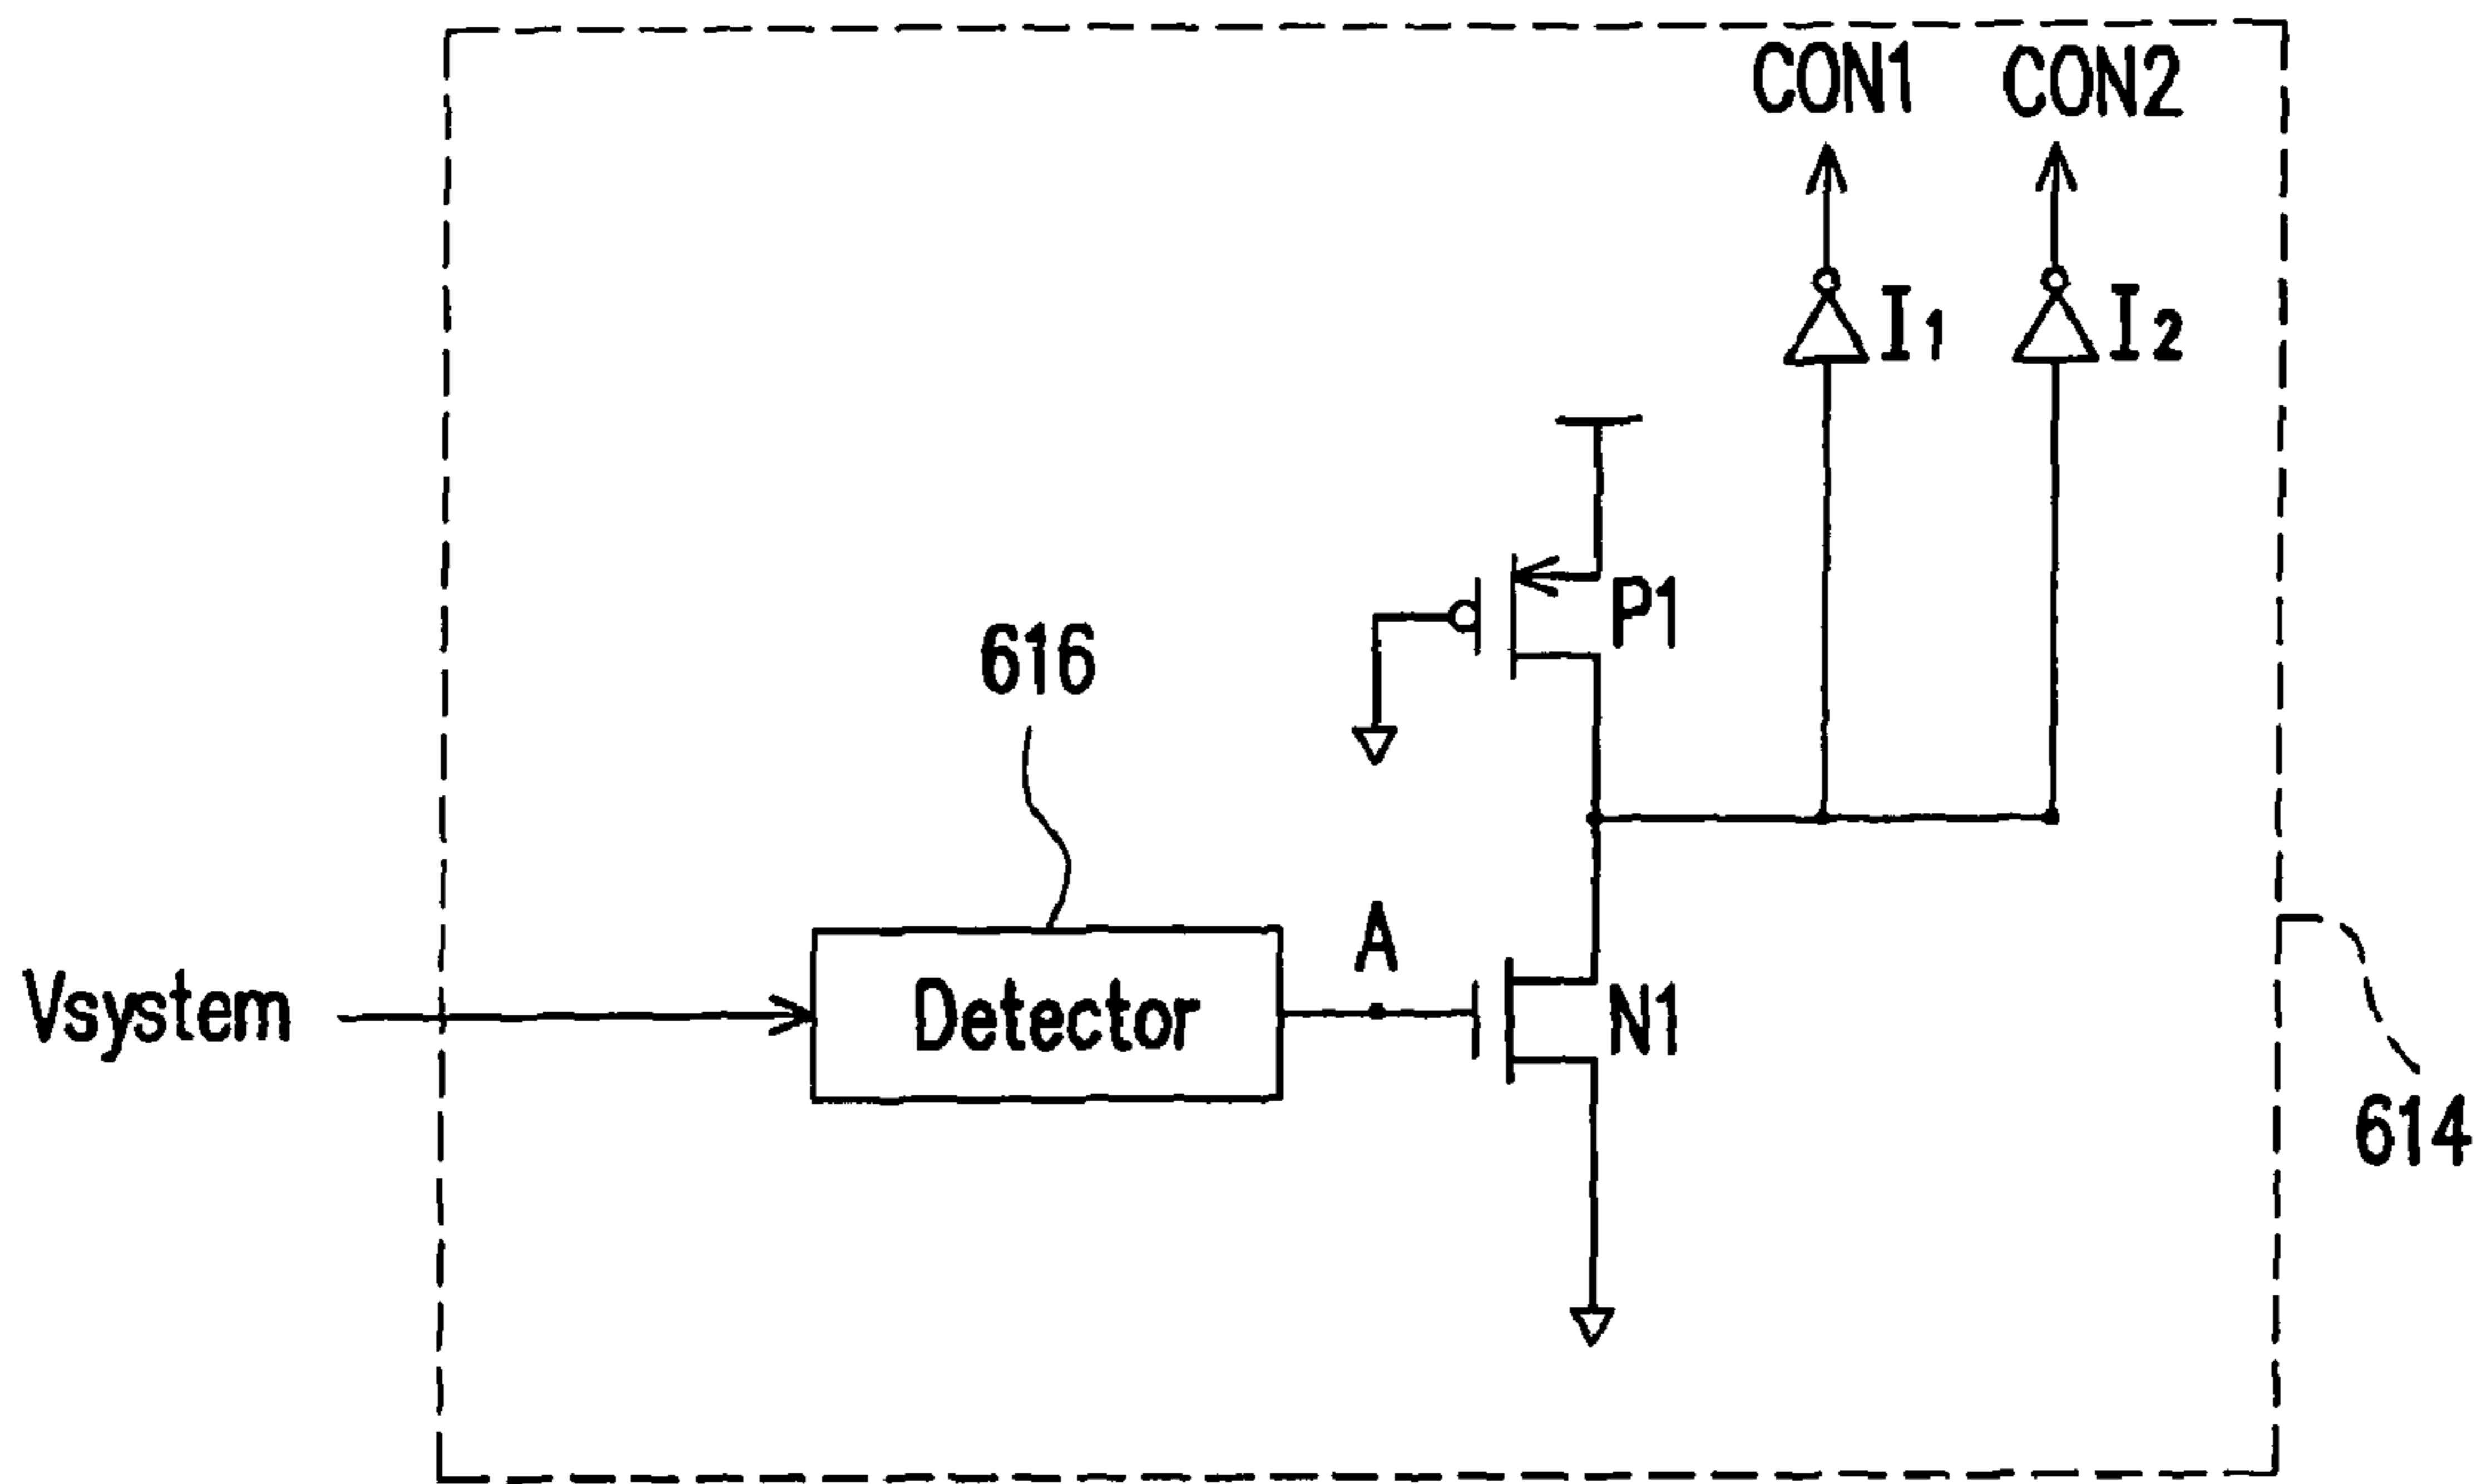 CON1 CON2
I1 I2
P1
616
A
Vsystem
Detector
N1
614